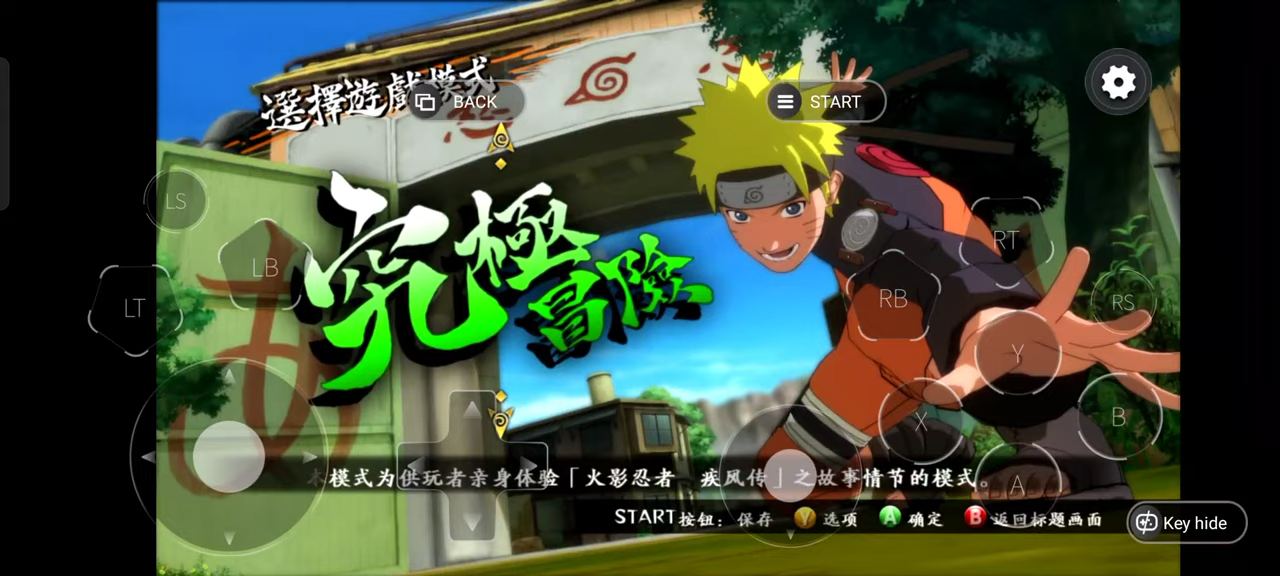 選擇遊戲模式
BACK
START
究極
冒險
LS
LB
LT
RT
RB
RS
Y
X
B
A
本模式为供玩者亲身体验「火影忍者 疾风传」之故事情节的模式。
START按钮：保存 Y 选项 A 确定 B 返回标题画面
Key hide